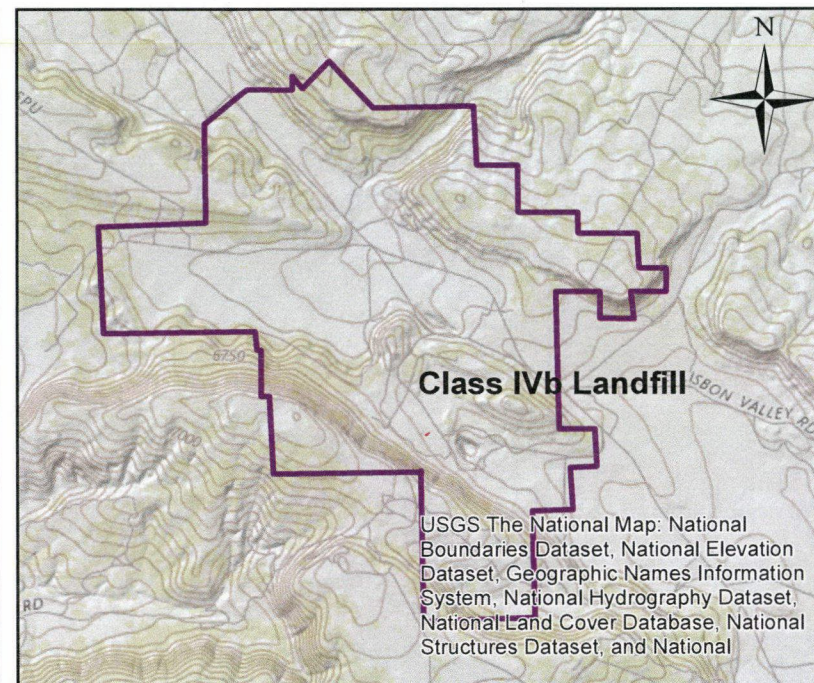 N
6750
7000
Class IVb Landfill
ISBON VALLEY RD
USGS The National Map: National
Boundaries Dataset, National Elevation
Dataset, Geographic Names Information
System, National Hydrography Dataset,
National Land Cover Database, National
Structures Dataset, and National
RD